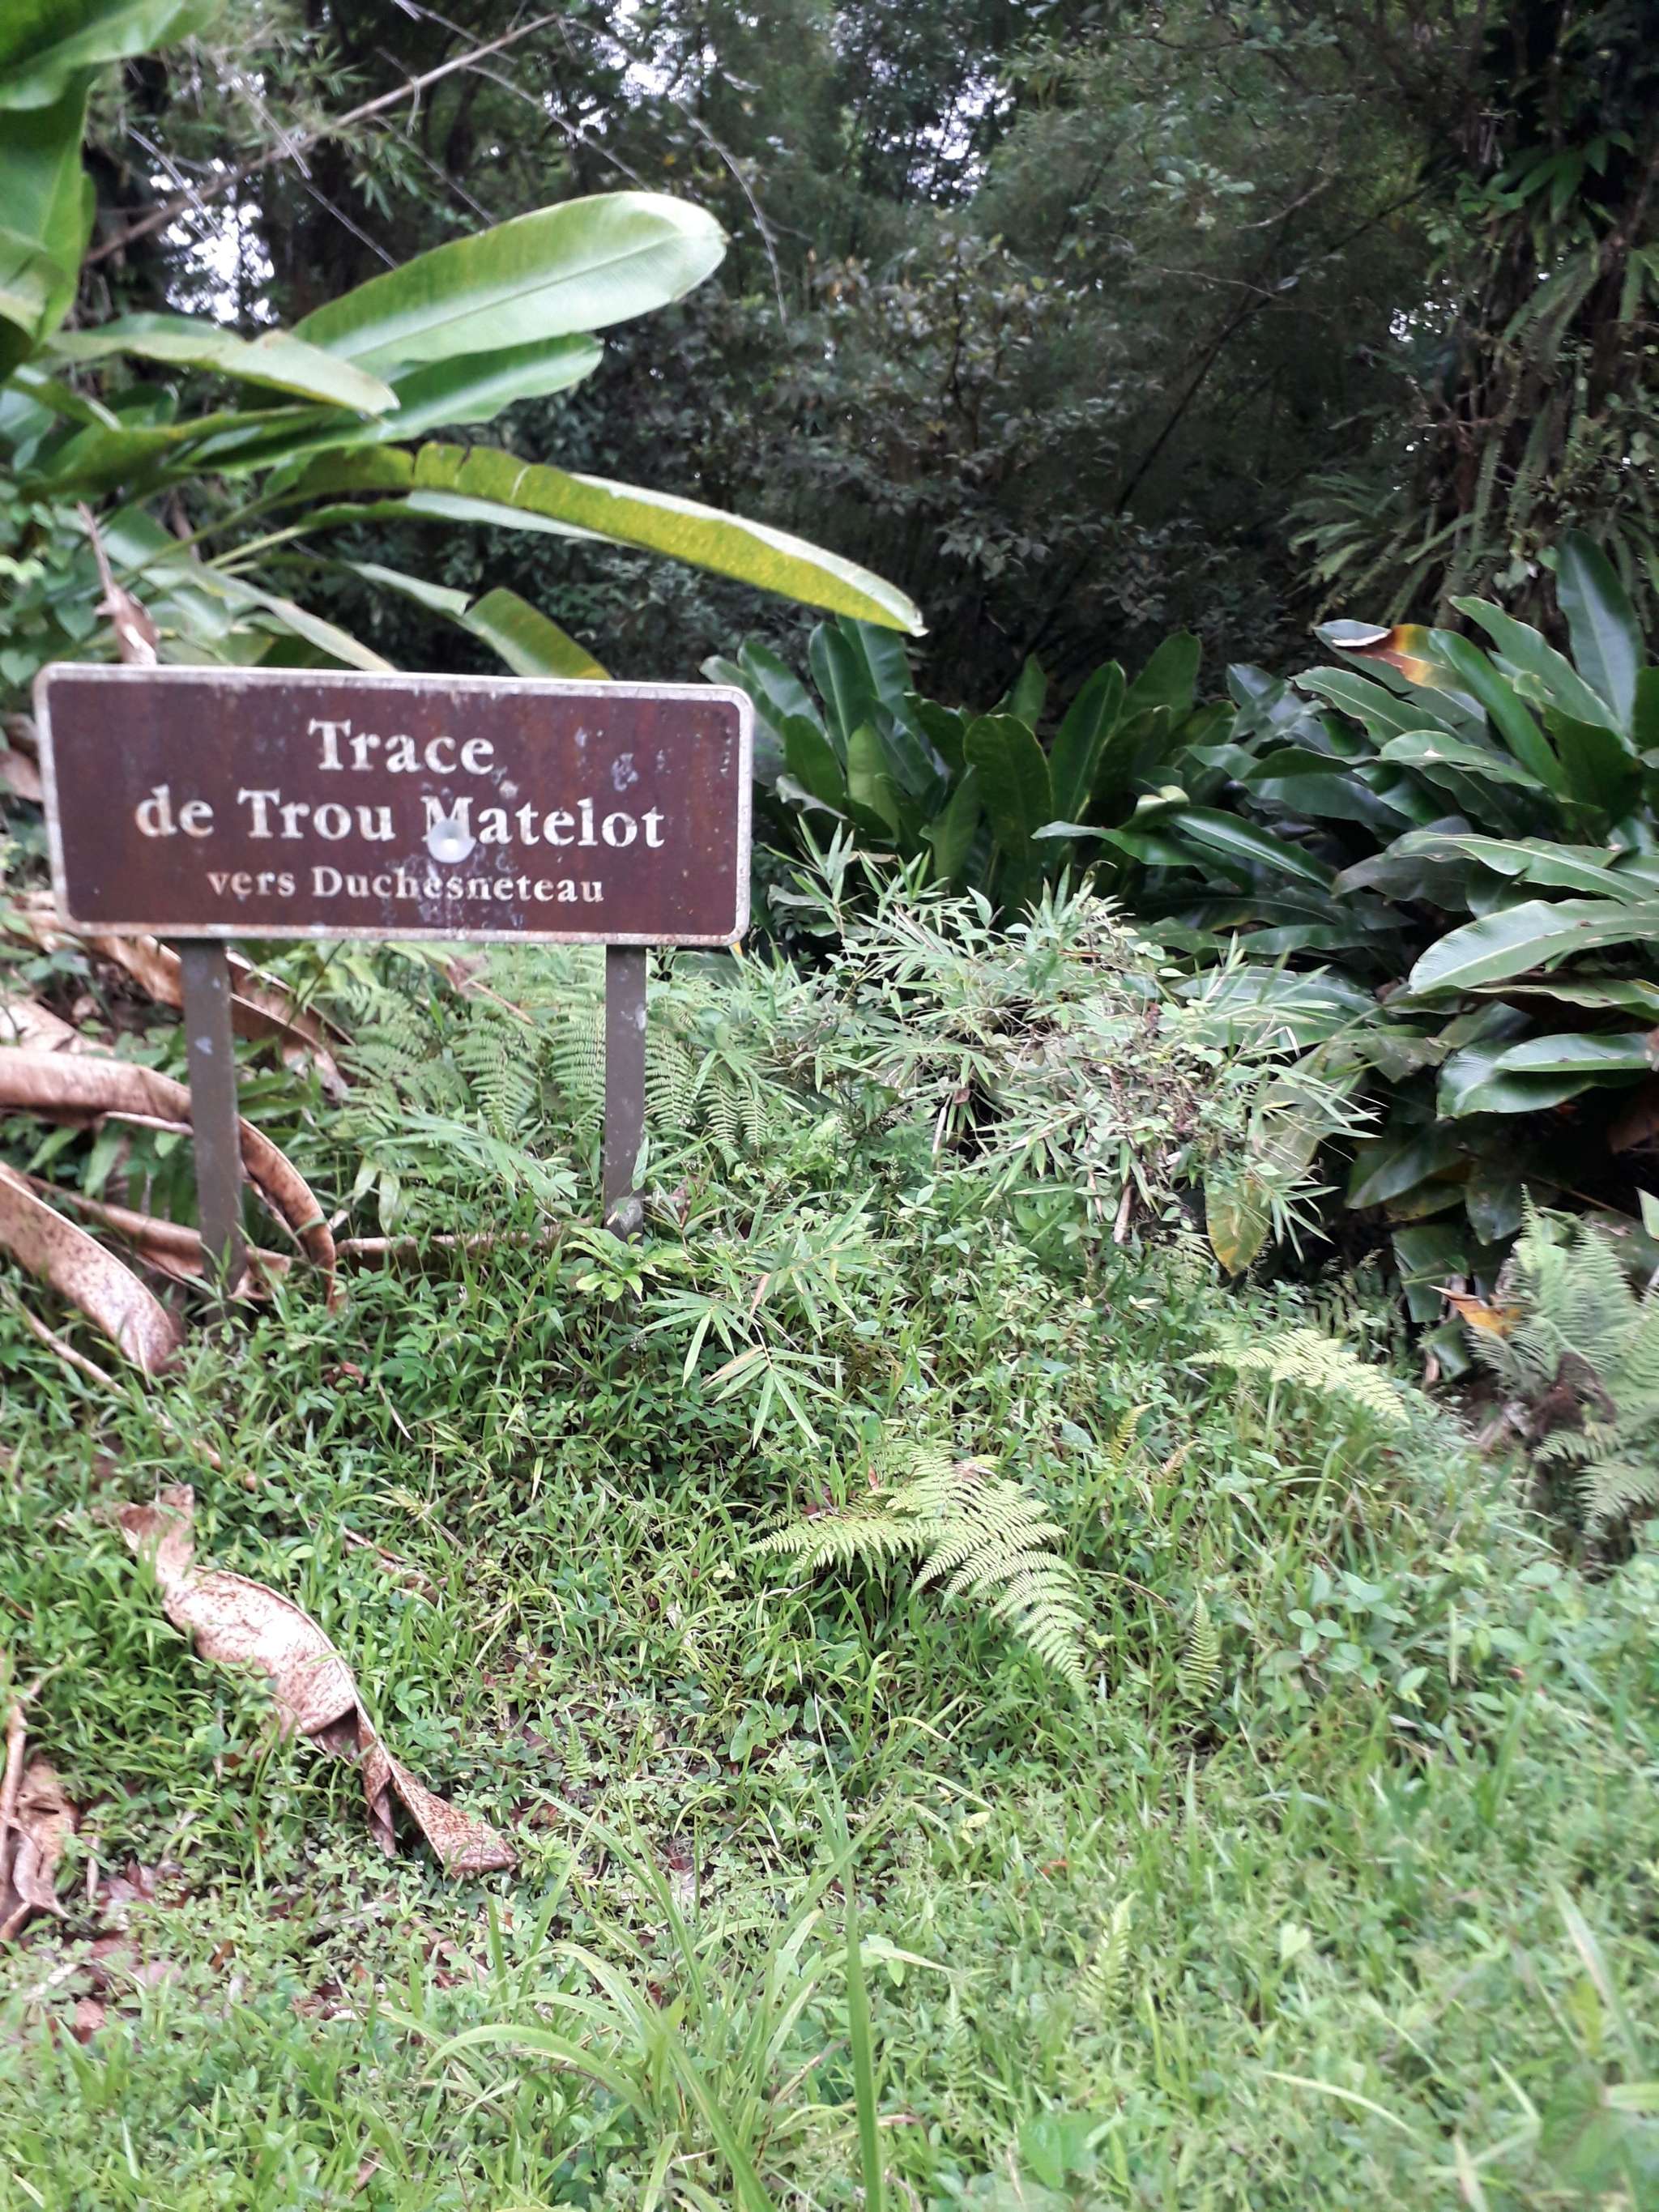 Trace
de Trou Matelot
vers Duchesneteau